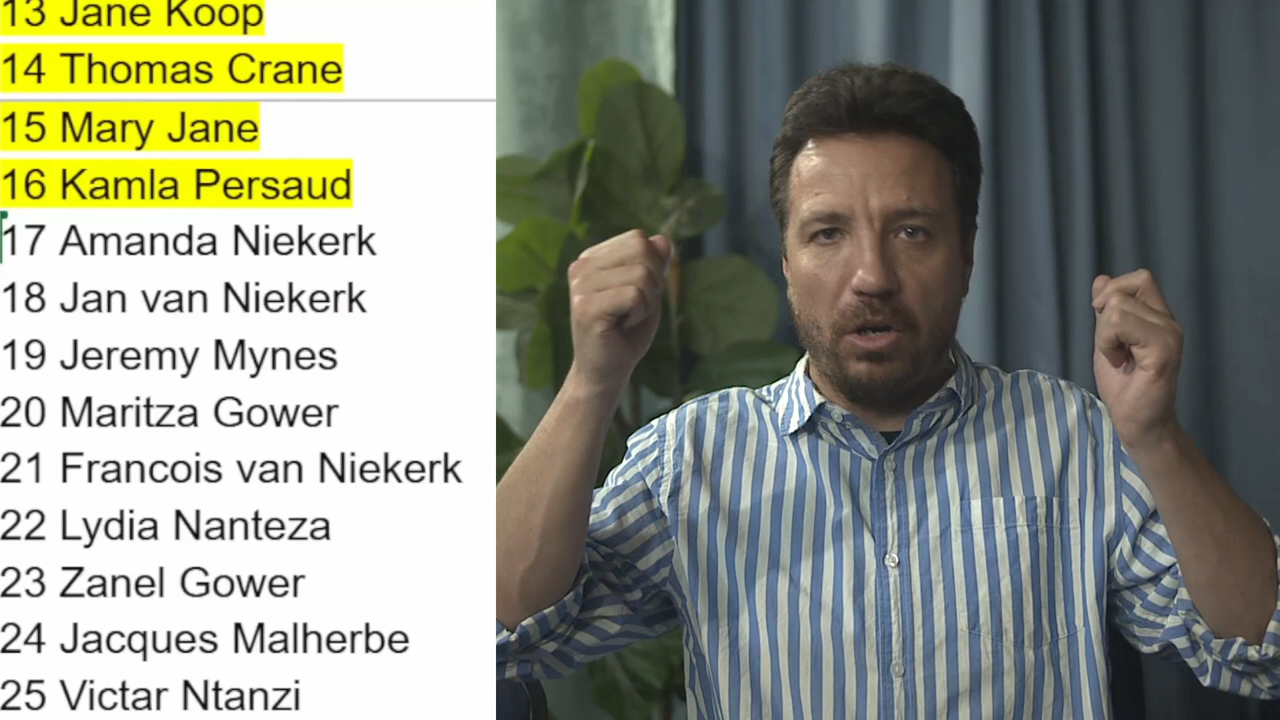 13 Jane Koop
14 Thomas Crane
15 Mary Jane
16 Kamla Persaud
17 Amanda Niekerk
18 Jan van Niekerk
19 Jeremy Mynes
20 Maritza Gower
21 Francois van Niekerk
22 Lydia Nanteza
23 Zanel Gower
24 Jacques Malherbe
25 Victar Ntanzi